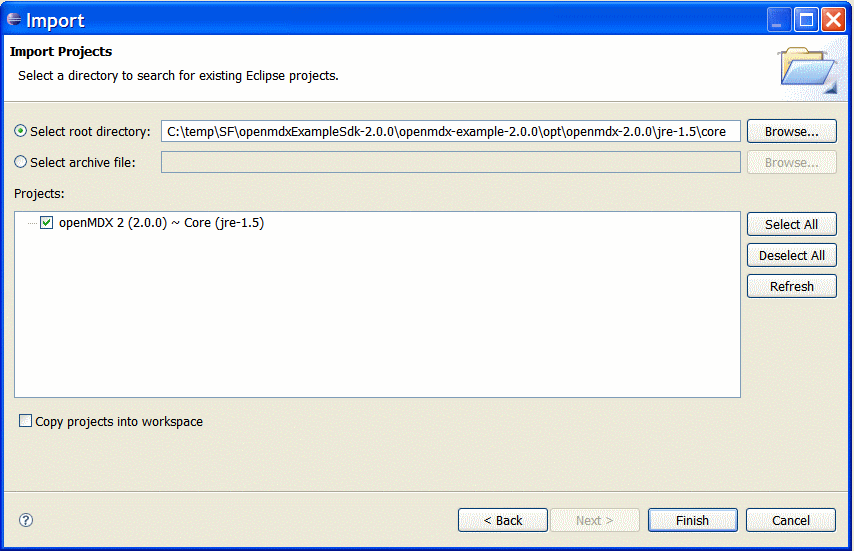 Import
Import Projects
Select a directory to search for existing Eclipse projects.
Select root directory: C:\temp\SF\openmdxExampleSdk-2.0.0\openmdx-example-2.0.0\opt\openmdx-2.0.0\jre-1.5\core Browse...
Select archive file: Browse...
Projects:
openMDX 2 (2.0.0) ~ Core (jre-1.5)
Select All
Deselect All
Refresh
Copy projects into workspace
? < Back Next > Finish Cancel